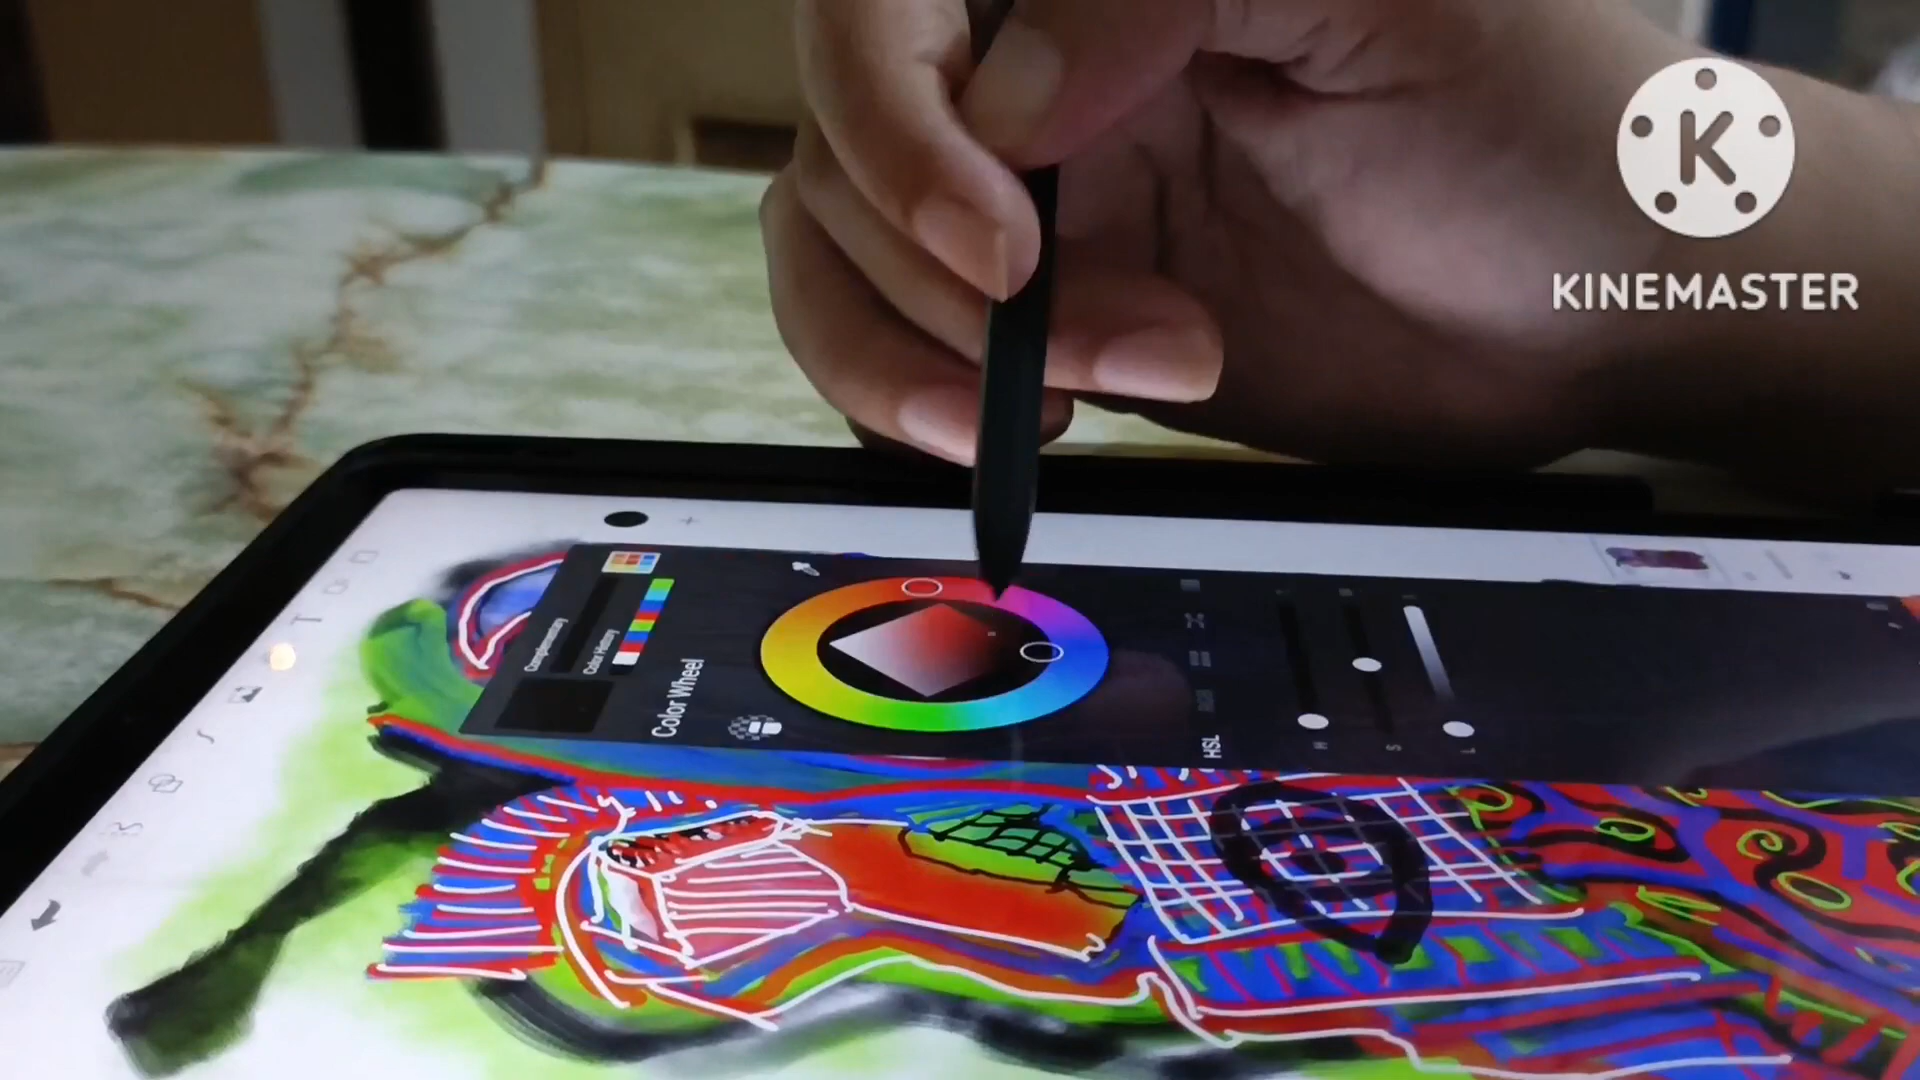 K
KINEMASTER
Complementary
Color History
Color Wheel
HSL
H
S
L
T